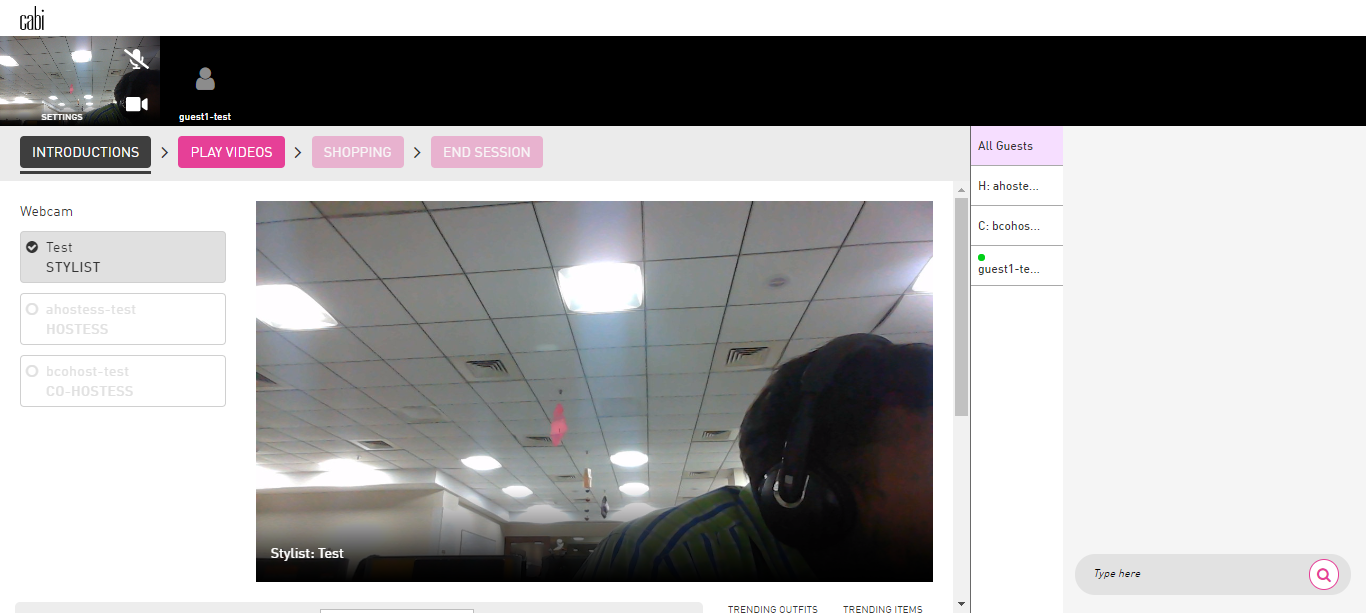 cabi
SETTINGS
guest1-test
INTRODUCTIONS
PLAY VIDEOS
SHOPPING
END SESSION
All Guests
H: ahoste...
C: bcohos...
guest1-te...
Webcam
Test
STYLIST
ahostess-test
HOSTESS
bcohost-test
CO-HOSTESS
Stylist: Test
Type here
TRENDING OUTFITS
TRENDING ITEMS